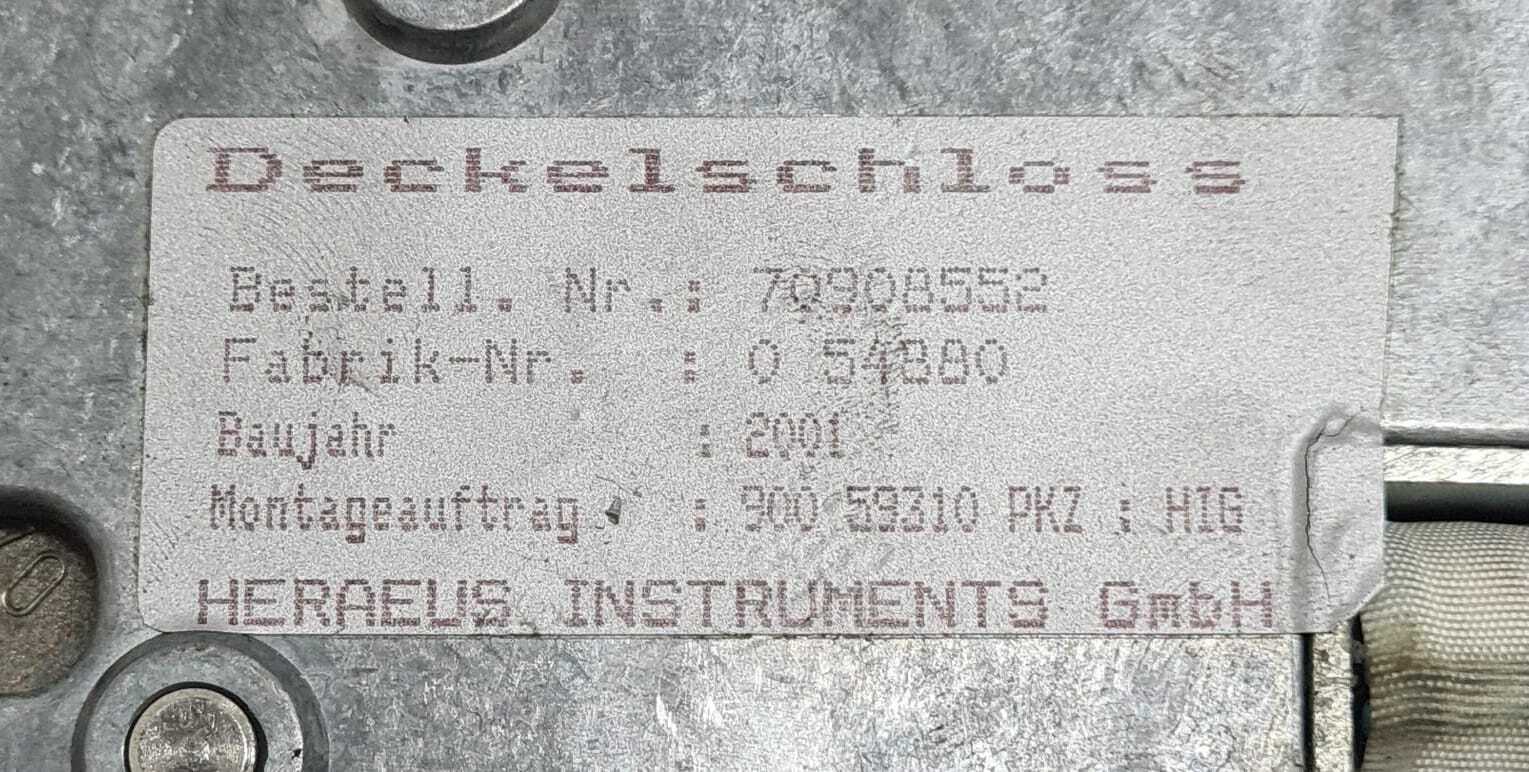 Deckelschloss
Bestell. Nr.: 70908552
Fabrik-Nr. : 0 54880
Baujahr : 2001
Montageauftrag : 900 59310 PKZ : HIG
HERAEUS INSTRUMENTS GmbH